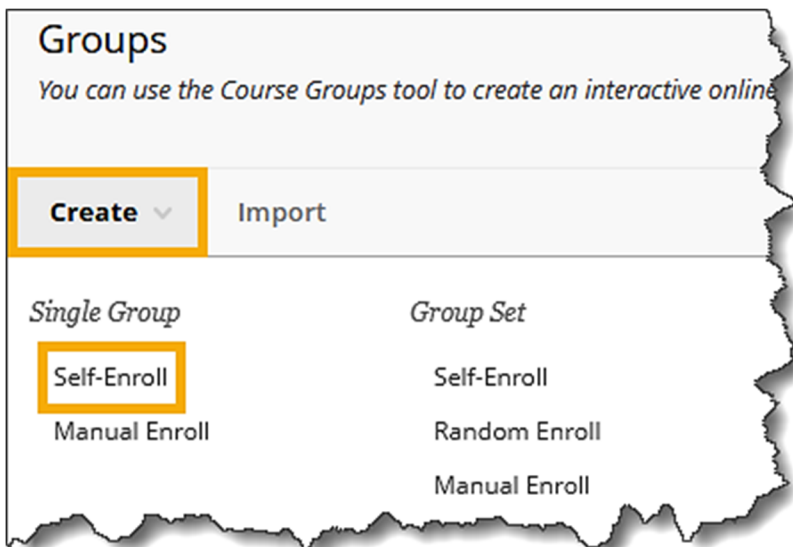 Groups
You can use the Course Groups tool to create an interactive online
Create Import
Single Group Group Set
Self-Enroll Self-Enroll
Manual Enroll Random Enroll
Manual Enroll